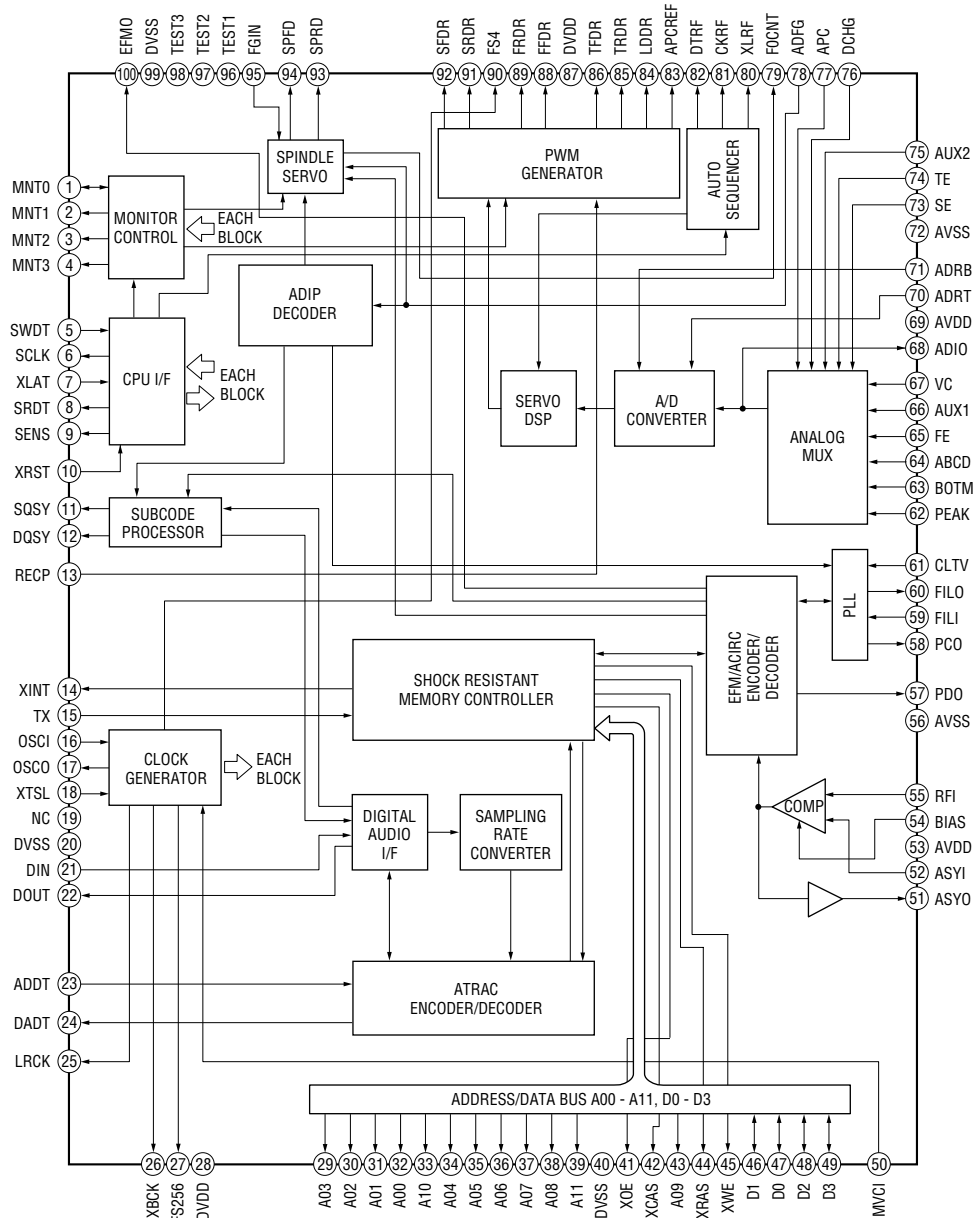 100 EFMO
99 DVSS
98 TEST3
97 TEST2
96 TEST1
95 FGIN
94 SPFD
93 SPRD
92 SFDR
91 SRDR
90 FS4
89 FRDR
88 FFDR
87 DVDD
86 TFDR
85 TRDR
84 LDDR
83 APCREF
82 DTRF
81 CKRF
80 XLRF
79 F0CNT
78 ADFG
77 APC
76 DCHG
MNT0 1
MNT1 2
MNT2 3
MNT3 4
SWDT 5
SCLK 6
XLAT 7
SRDT 8
SENS 9
XRST 10
SQSY 11
DQSY 12
RECP 13
XINT 14
TX 15
OSCI 16
OSCO 17
XTSL 18
NC 19
DVSS 20
DIN 21
DOUT 22
ADDT 23
DADT 24
LRCK 25
SPINDLE
SERVO
PWM
GENERATOR
AUTO
SEQUENCER
MONITOR
CONTROL
EACH
BLOCK
ADIP
DECODER
CPU I/F
EACH
BLOCK
SERVO
DSP
A/D
CONVERTER
ANALOG
MUX
SUBCODE
PROCESSOR
PLL
EFM/ACIRC
ENCODER/
DECODER
SHOCK RESISTANT
MEMORY CONTROLLER
CLOCK
GENERATOR
EACH
BLOCK
DIGITAL
AUDIO
I/F
SAMPLING
RATE
CONVERTER
COMP
ATRAC
ENCODER/DECODER
ADDRESS/DATA BUS A00 - A11, D0 - D3
75 AUX2
74 TE
73 SE
72 AVSS
71 ADRB
70 ADRT
69 AVDD
68 ADIO
67 VC
66 AUX1
65 FE
64 ABCD
63 BOTM
62 PEAK
61 CLTV
60 FILO
59 FILI
58 PCO
57 PDO
56 AVSS
55 RFI
54 BIAS
53 AVDD
52 ASYI
51 ASYO
26 XBCK
27 FS256
28 DVDD
29 A03
30 A02
31 A01
32 A00
33 A10
34 A04
35 A05
36 A06
37 A07
38 A08
39 A11
40 DVSS
41 XOE
42 XCAS
43 A09
44 XRAS
45 XWE
46 D1
47 D0
48 D2
49 D3
50 MVCI